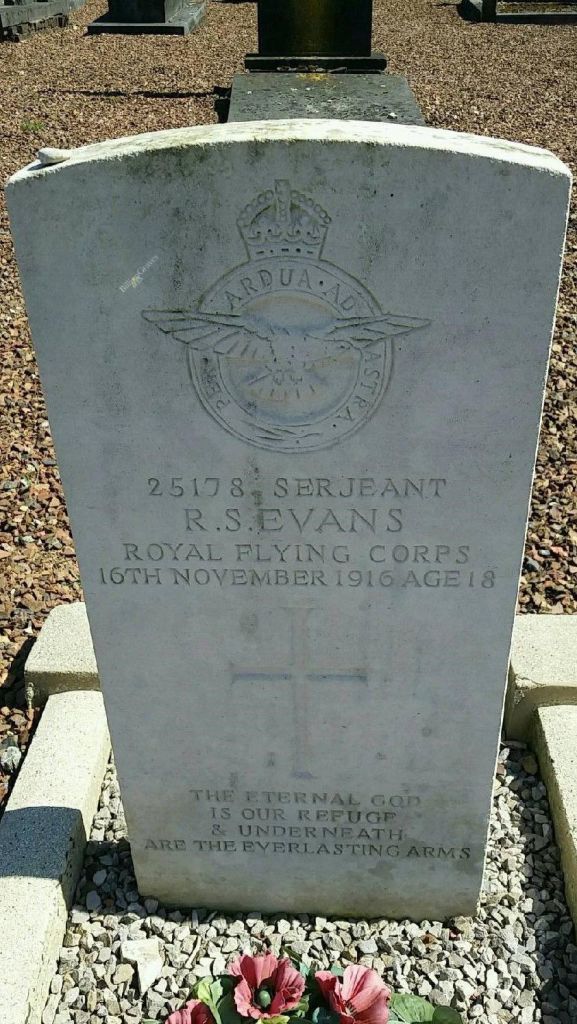 BillionGraves
PER · ARDUA · AD ASTRA
25178 SERJEANT
R.S. EVANS
ROYAL FLYING CORPS
16TH NOVEMBER 1916 AGE 18
THE ETERNAL GOD
IS OUR REFUGE
& UNDERNEATH
ARE THE EVERLASTING ARMS